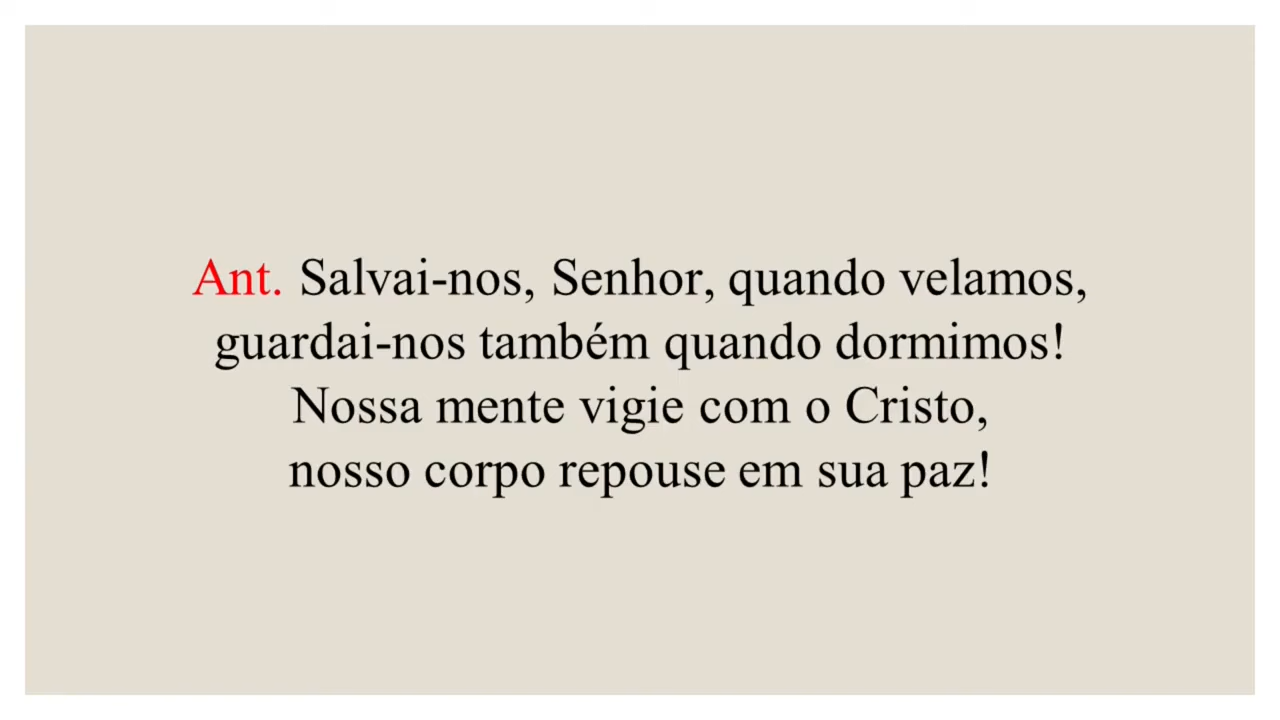 Ant. Salvai-nos, Senhor, quando velamos,
guardai-nos também quando dormimos!
Nossa mente vigie com o Cristo,
nosso corpo repouse em sua paz!